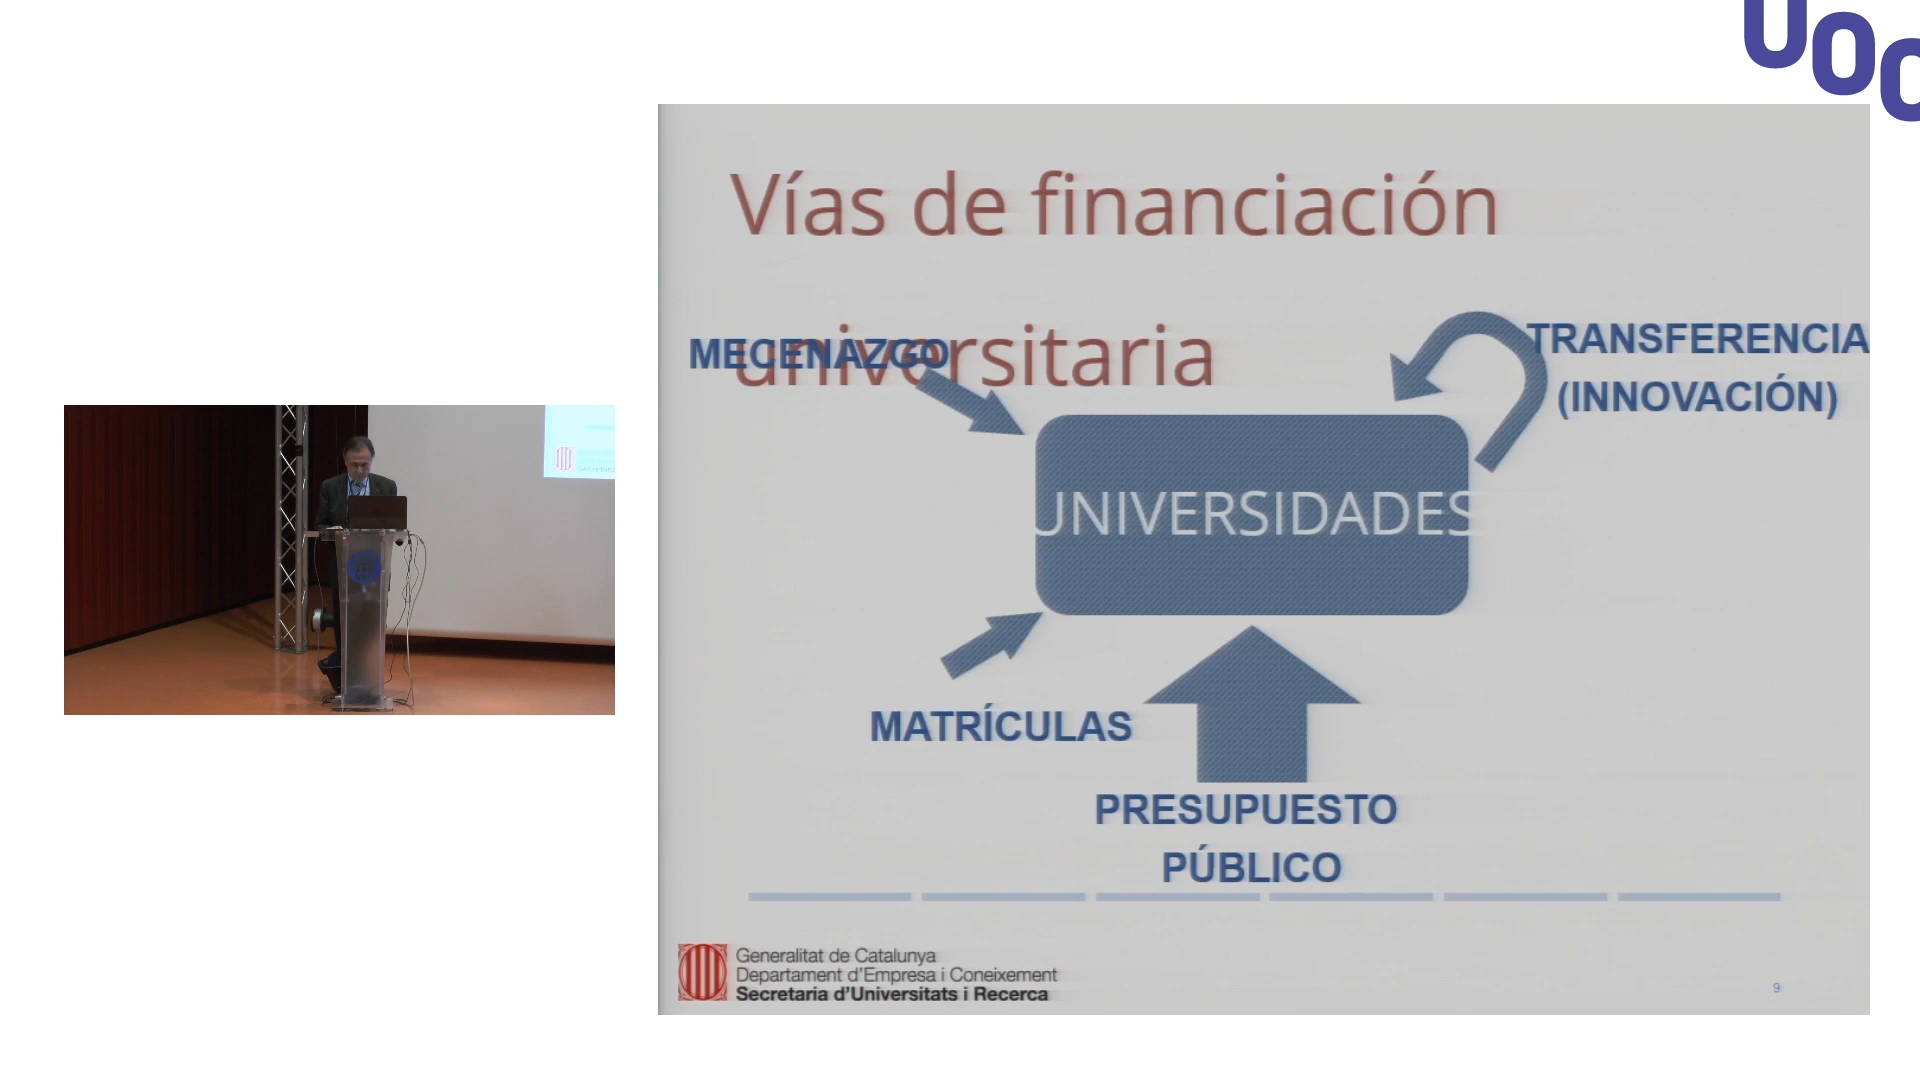 UOC
Vías de financiación
universitaria
MECENAZGO
TRANSFERENCIA
(INNOVACIÓN)
UNIVERSIDADES
MATRÍCULAS
PRESUPUESTO
PÚBLICO
Generalitat de Catalunya
Departament d'Empresa i Coneixement
Secretaria d'Universitats i Recerca
9